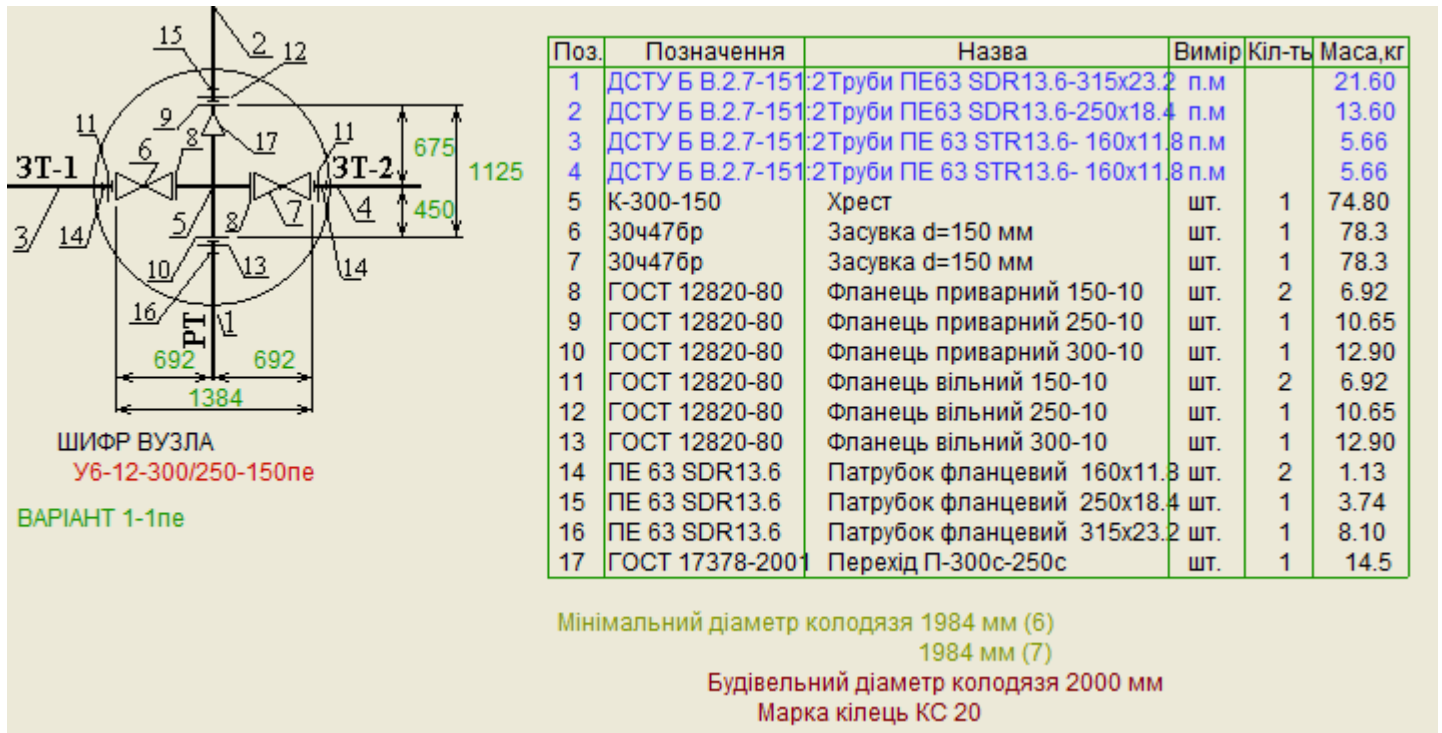 15
2
12
9
17
11
6
8
11
675
ЗТ-1
ЗТ-2
1125
5
8
7
4
450
3
14
10
13
14
16
РТ
1
692
692
1384
ШИФР ВУЗЛА
У6-12-300/250-150пе
ВАРІАНТ 1-1пе
Поз. Позначення Назва Вимір Кіл-ть Маса,кг
1 ДСТУ Б В.2.7-151:2 Труби ПЕ63 SDR13.6-315х23.2 п.м 21.60
2 ДСТУ Б В.2.7-151:2 Труби ПЕ63 SDR13.6-250х18.4 п.м 13.60
3 ДСТУ Б В.2.7-151:2 Труби ПЕ 63 STR13.6- 160х11.8 п.м 5.66
4 ДСТУ Б В.2.7-151:2 Труби ПЕ 63 STR13.6- 160х11.8 п.м 5.66
5 К-300-150 Хрест шт. 1 74.80
6 30ч47бр Засувка d=150 мм шт. 1 78.3
7 30ч47бр Засувка d=150 мм шт. 1 78.3
8 ГОСТ 12820-80 Фланець приварний 150-10 шт. 2 6.92
9 ГОСТ 12820-80 Фланець приварний 250-10 шт. 1 10.65
10 ГОСТ 12820-80 Фланець приварний 300-10 шт. 1 12.90
11 ГОСТ 12820-80 Фланець вільний 150-10 шт. 2 6.92
12 ГОСТ 12820-80 Фланець вільний 250-10 шт. 1 10.65
13 ГОСТ 12820-80 Фланець вільний 300-10 шт. 1 12.90
14 ПЕ 63 SDR13.6 Патрубок фланцевий 160х11.8 шт. 2 1.13
15 ПЕ 63 SDR13.6 Патрубок фланцевий 250х18.4 шт. 1 3.74
16 ПЕ 63 SDR13.6 Патрубок фланцевий 315х23.2 шт. 1 8.10
17 ГОСТ 17378-2001 Перехід П-300с-250с шт. 1 14.5
Мінімальний діаметр колодязя 1984 мм (6)
1984 мм (7)
Будівельний діаметр колодязя 2000 мм
Марка кілець КС 20